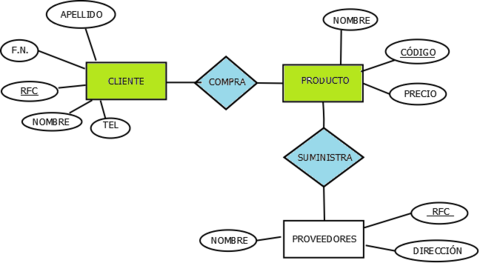 APELLIDO
NOMBRE
F.N.
CÓDIGO
CLIENTE
COMPRA
PRODUCTO
RFC
PRECIO
NOMBRE
TEL
SUMINISTRA
RFC
NOMBRE
PROVEEDORES
DIRECCIÓN